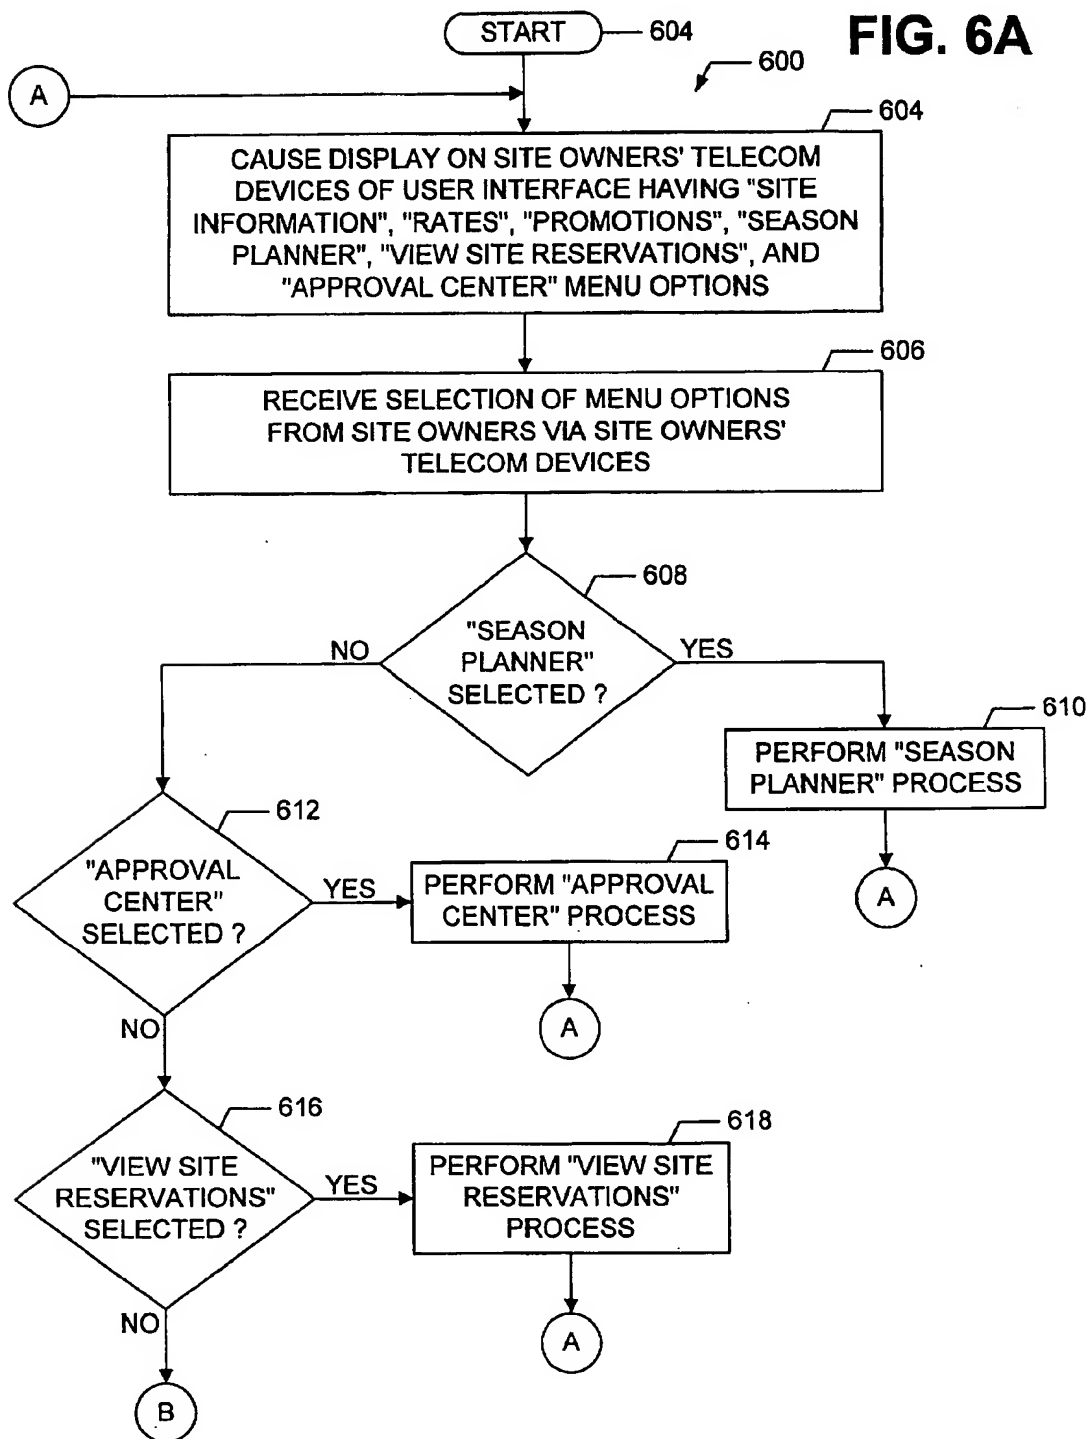 START
604
FIG. 6A
600
A
604
CAUSE DISPLAY ON SITE OWNERS' TELECOM
DEVICES OF USER INTERFACE HAVING "SITE
INFORMATION", "RATES", "PROMOTIONS", "SEASON
PLANNER", "VIEW SITE RESERVATIONS", AND
"APPROVAL CENTER" MENU OPTIONS
606
RECEIVE SELECTION OF MENU OPTIONS
FROM SITE OWNERS VIA SITE OWNERS'
TELECOM DEVICES
608
"SEASON
PLANNER"
SELECTED ?
NO
YES
610
PERFORM "SEASON
PLANNER" PROCESS
A
612
"APPROVAL
CENTER"
SELECTED ?
YES
614
PERFORM "APPROVAL
CENTER" PROCESS
A
NO
616
"VIEW SITE
RESERVATIONS"
SELECTED ?
YES
618
PERFORM "VIEW SITE
RESERVATIONS"
PROCESS
A
NO
B